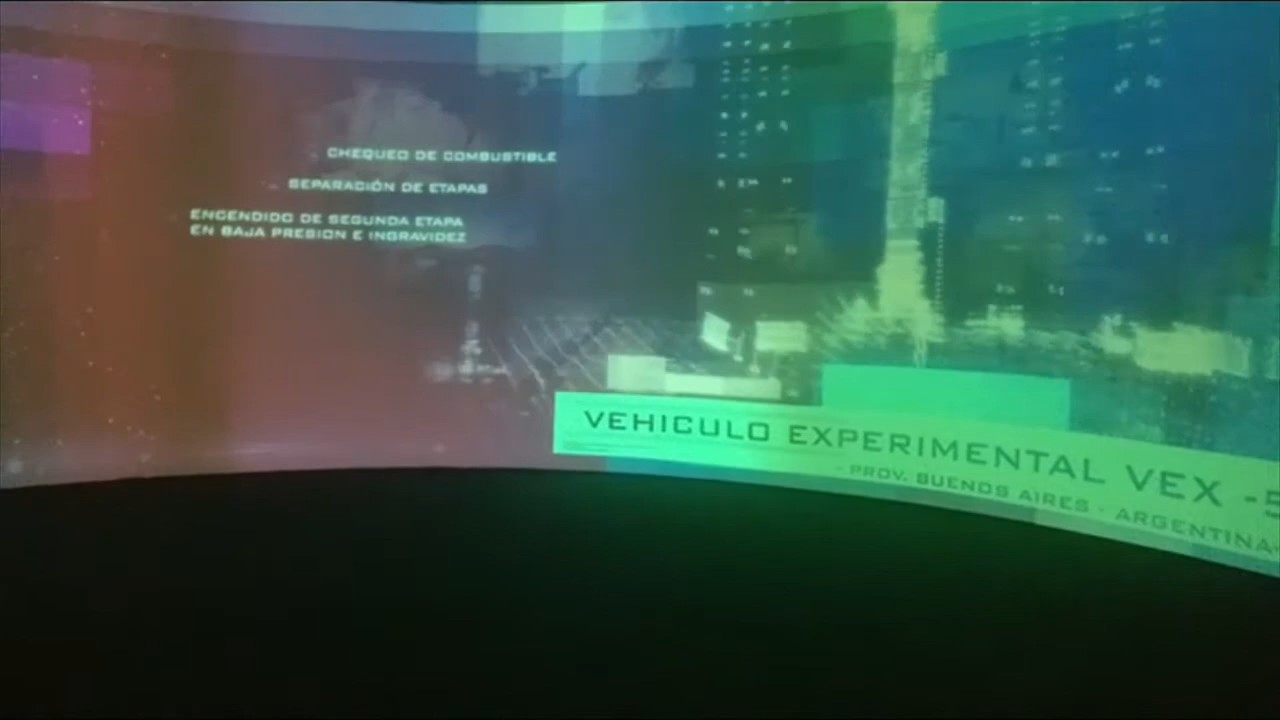 CHEQUEO DE COMBUSTIBLE
SEPARACIÓN DE ETAPAS
ENCENDIDO DE SEGUNDA ETAPA
EN BAJA PRESION E INGRAVIDEZ
VEHICULO EXPERIMENTAL VEX -5
- PROV. BUENOS AIRES - ARGENTINA